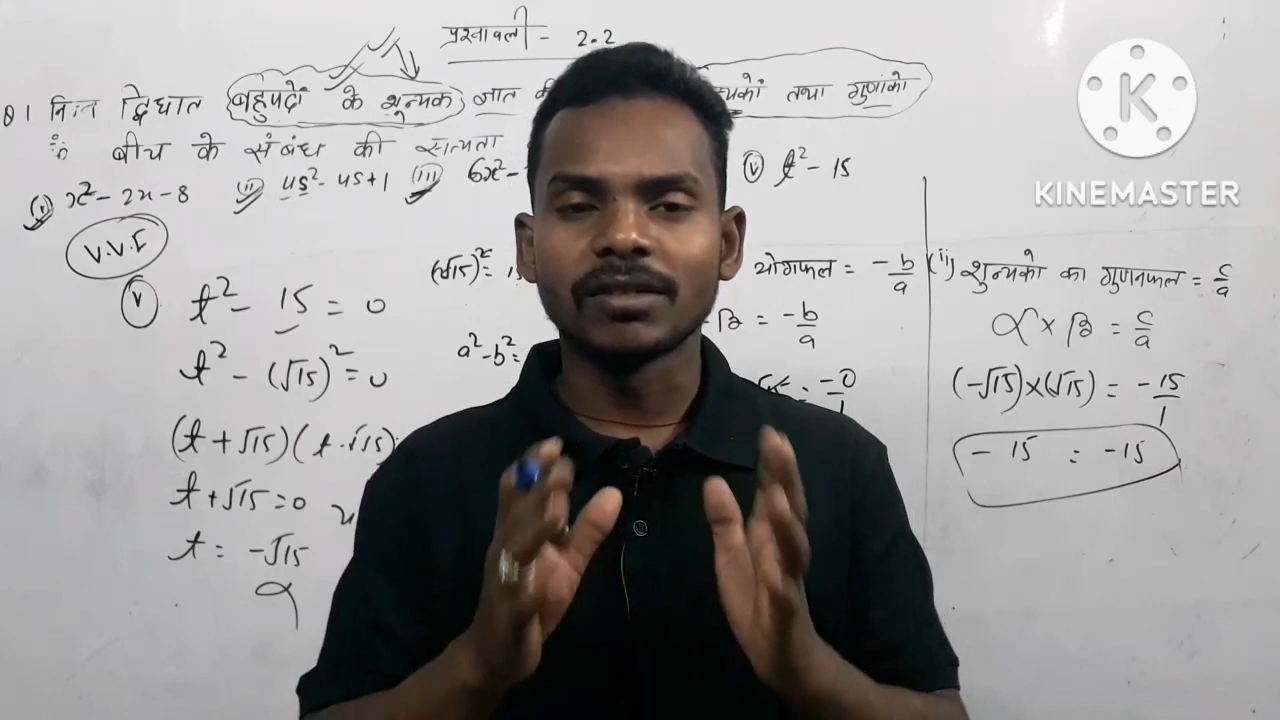 प्रश्नावली - 2.2
Q1 निम्न द्विघात बहुपदों के शून्यक ज्ञात तथा गुणांको
के बीच के संबंध की सत्यता
(i) x² - 2x - 8 (ii) 4s² - 4s + 1 (iii) 6x² - (v) t² - 15
V.V.I
(v) t² - 15 = 0
t² - (√15)² = 0
(t + √15)(t - √15)
t + √15 = 0
t = -√15
α
(√15)² =
a² - b² =
योगफल = -b/a
β = -b/a
= -0/1
(ii) शुन्यको का गुणनफल = c/a
α × β = c/a
(-√15) × (√15) = -15/1
-15 = -15
K
KINEMASTER